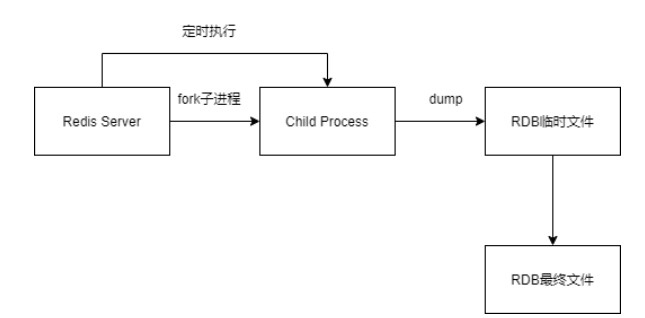 定时执行
fork子进程
dump
Redis Server
Child Process
RDB临时文件
RDB最终文件